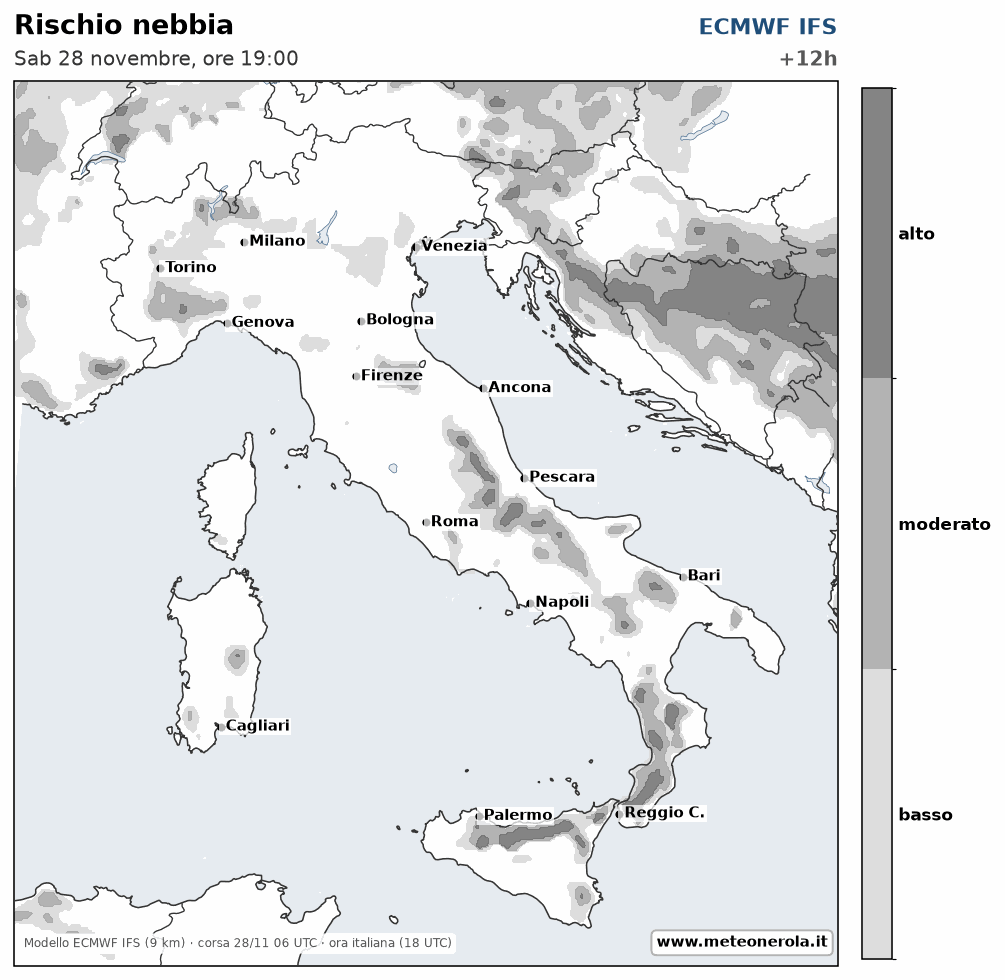 Rischio nebbia
ECMWF IFS
Sab 28 novembre, ore 19:00
+12h
Milano
Venezia
Torino
Genova
Bologna
Firenze
Ancona
Pescara
Roma
Bari
Napoli
Cagliari
Palermo
Reggio C.
alto
moderato
basso
Modello ECMWF IFS (9 km) · corsa 28/11 06 UTC · ora italiana (18 UTC)
www.meteonerola.it